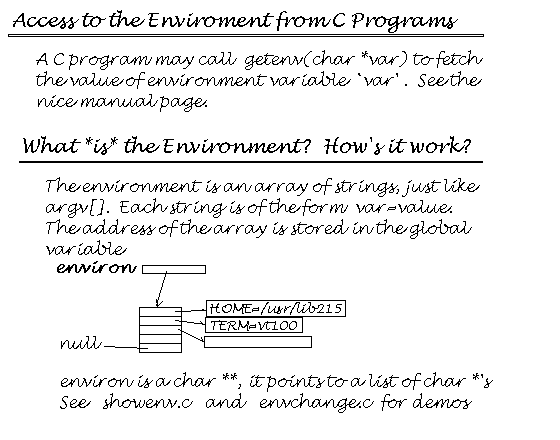 Access to the Enviroment from C Programs
A C program may call getenv(char *var) to fetch
the value of environment variable `var' . See the
nice manual page.
What *is* the Environment? How's it work?
The environment is an array of strings, just like
argv[]. Each string is of the form var=value.
The address of the array is stored in the global
variable
environ
HOME=/usr/lib215
TERM=vt100
null
environ is a char **, it points to a list of char *'s
See showenv.c and envchange.c for demos